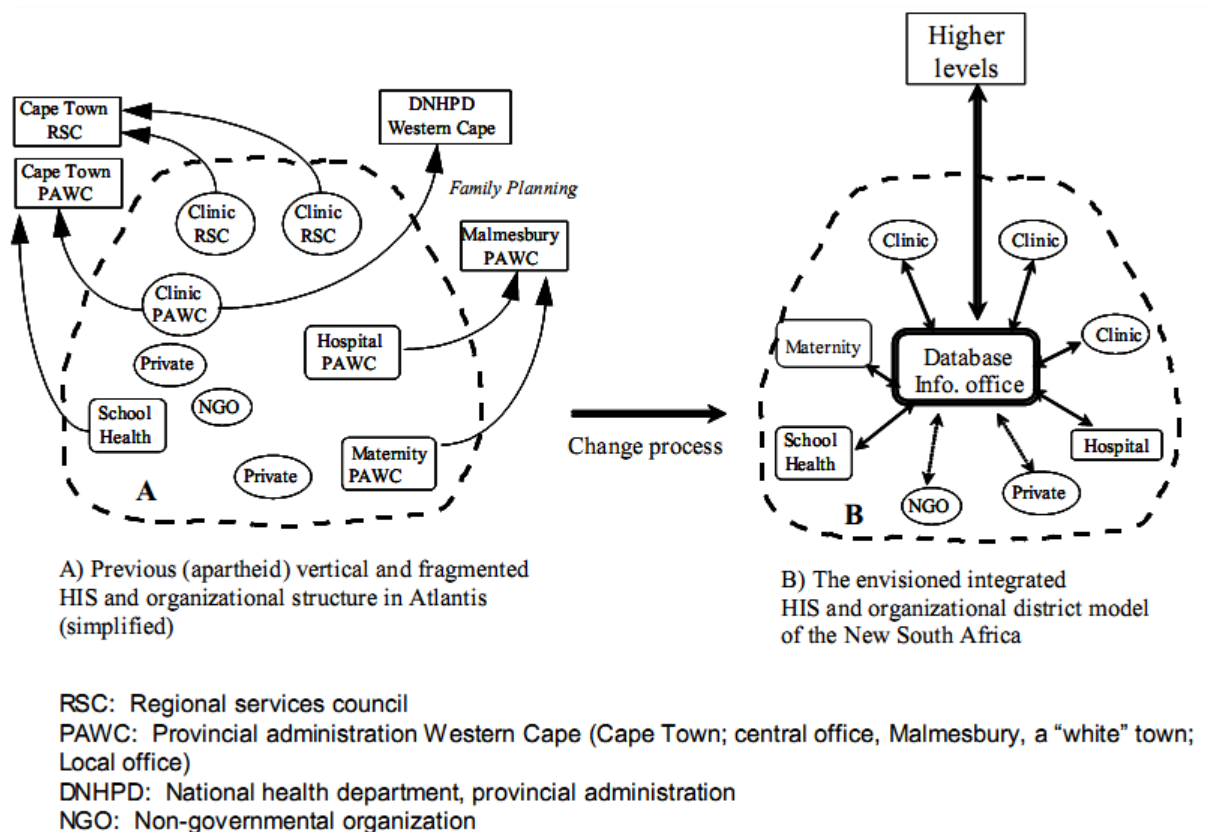 Higher
levels
Cape Town
RSC
DNHPD
Western Cape
Cape Town
PAWC
Family Planning
Clinic
RSC
Clinic
RSC
Malmesbury
PAWC
Clinic
PAWC
Hospital
PAWC
Private
NGO
School
Health
Maternity
PAWC
Private
A
Change process
Clinic
Clinic
Clinic
Maternity
Database
Info. office
School
Health
Hospital
NGO
Private
B
A) Previous (apartheid) vertical and fragmented
HIS and organizational structure in Atlantis
(simplified)
B) The envisioned integrated
HIS and organizational district model
of the New South Africa
RSC: Regional services council
PAWC: Provincial administration Western Cape (Cape Town; central office, Malmesbury, a “white” town;
Local office)
DNHPD: National health department, provincial administration
NGO: Non-governmental organization